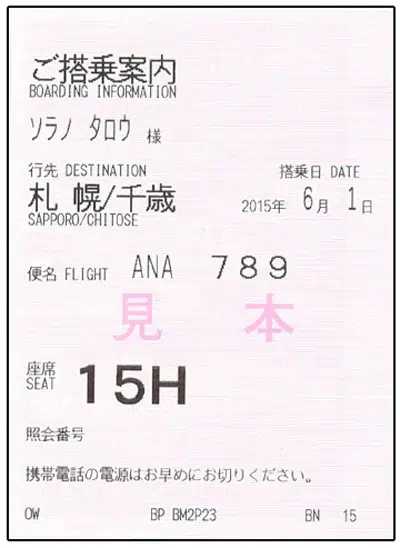 ご搭乗案内
BOARDING INFORMATION
ソラノ タロウ 様
行先 DESTINATION 搭乗日 DATE
札 幌/千歳 2015年 6月 1日
SAPPORO/CHITOSE
便名 FLIGHT ANA 789
見 本
座席 15H
SEAT
照会番号
携帯電話の電源はお早めにお切りください。
OW BP BM2P23 BN 15